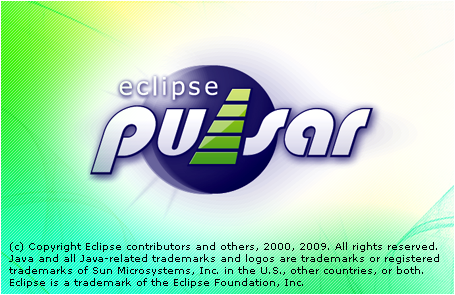 eclipse
pulsar
(c) Copyright Eclipse contributors and others, 2000, 2009. All rights reserved.
Java and all Java-related trademarks and logos are trademarks or registered
trademarks of Sun Microsystems, Inc. in the U.S., other countries, or both.
Eclipse is a trademark of the Eclipse Foundation, Inc.